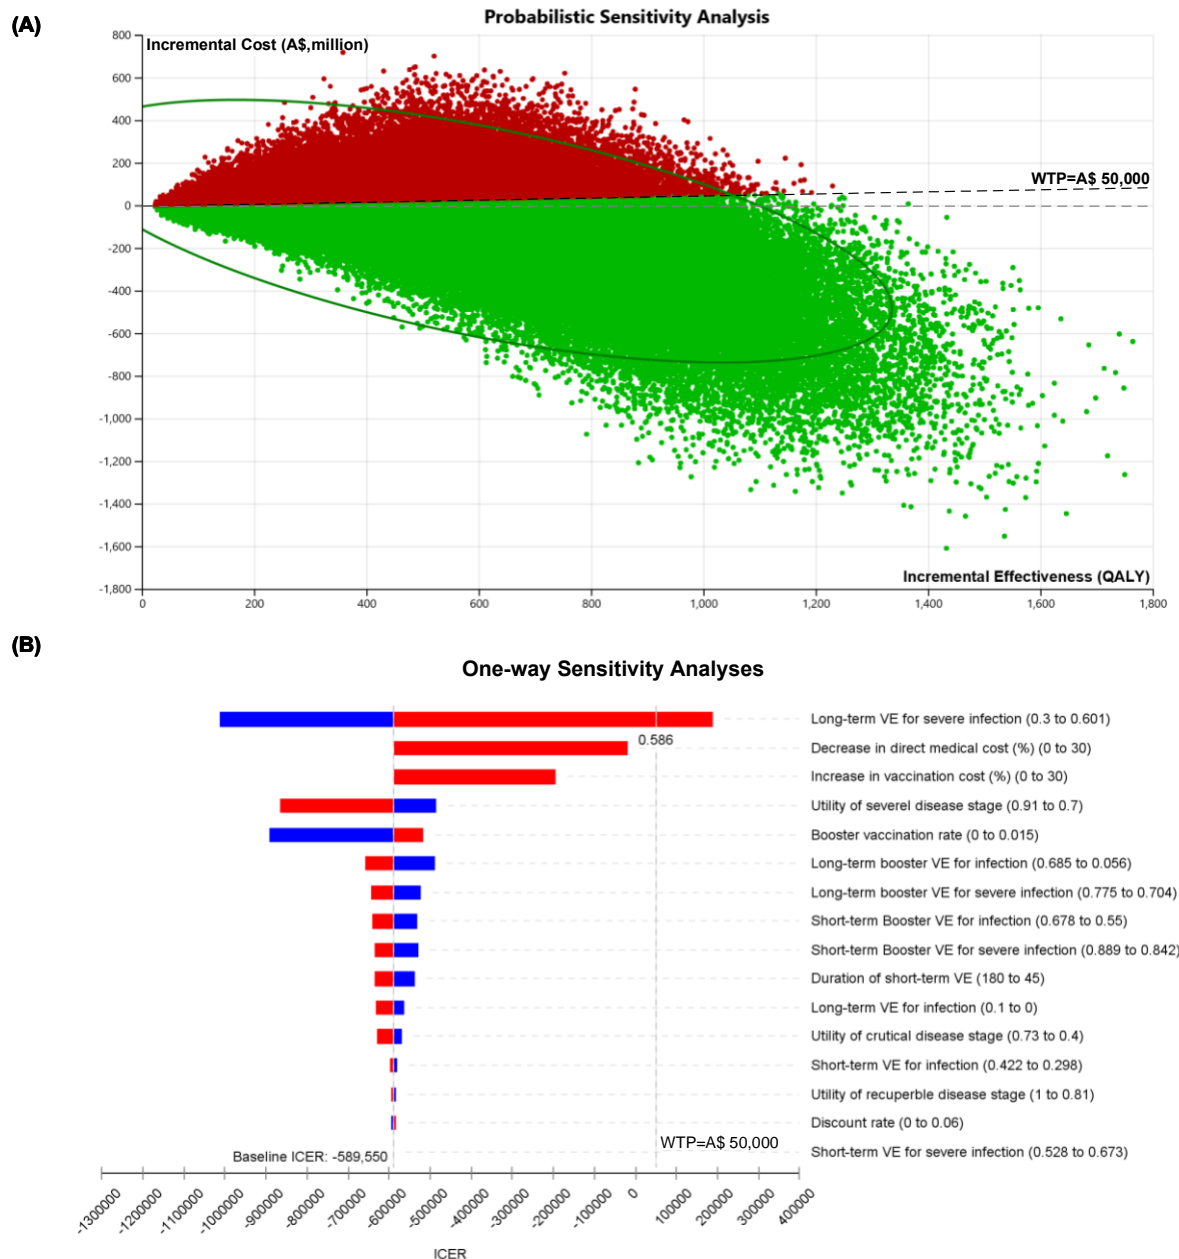 (A)
Probabilistic Sensitivity Analysis
Incremental Cost (A$,million)
800
600
400
200
0
-200
-400
-600
-800
-1,000
-1,200
-1,400
-1,600
-1,800
WTP=A$ 50,000
Incremental Effectiveness (QALY)
0 200 400 600 800 1,000 1,200 1,400 1,600 1,800
(B)
One-way Sensitivity Analyses
Long-term VE for severe infection (0.3 to 0.601)
0.586
Decrease in direct medical cost (%) (0 to 30)
Increase in vaccination cost (%) (0 to 30)
Utility of severel disease stage (0.91 to 0.7)
Booster vaccination rate (0 to 0.015)
Long-term booster VE for infection (0.685 to 0.056)
Long-term booster VE for severe infection (0.775 to 0.704)
Short-term Booster VE for infection (0.678 to 0.55)
Short-term Booster VE for severe infection (0.889 to 0.842)
Duration of short-term VE (180 to 45)
Long-term VE for infection (0.1 to 0)
Utility of crutical disease stage (0.73 to 0.4)
Short-term VE for infection (0.422 to 0.298)
Utility of recuperble disease stage (1 to 0.81)
Discount rate (0 to 0.06)
WTP=A$ 50,000
Short-term VE for severe infection (0.528 to 0.673)
Baseline ICER: -589,550
-1300000 -1200000 -1100000 -1000000 -900000 -800000 -700000 -600000 -500000 -400000 -300000 -200000 -100000 0 100000 200000 300000 400000
ICER